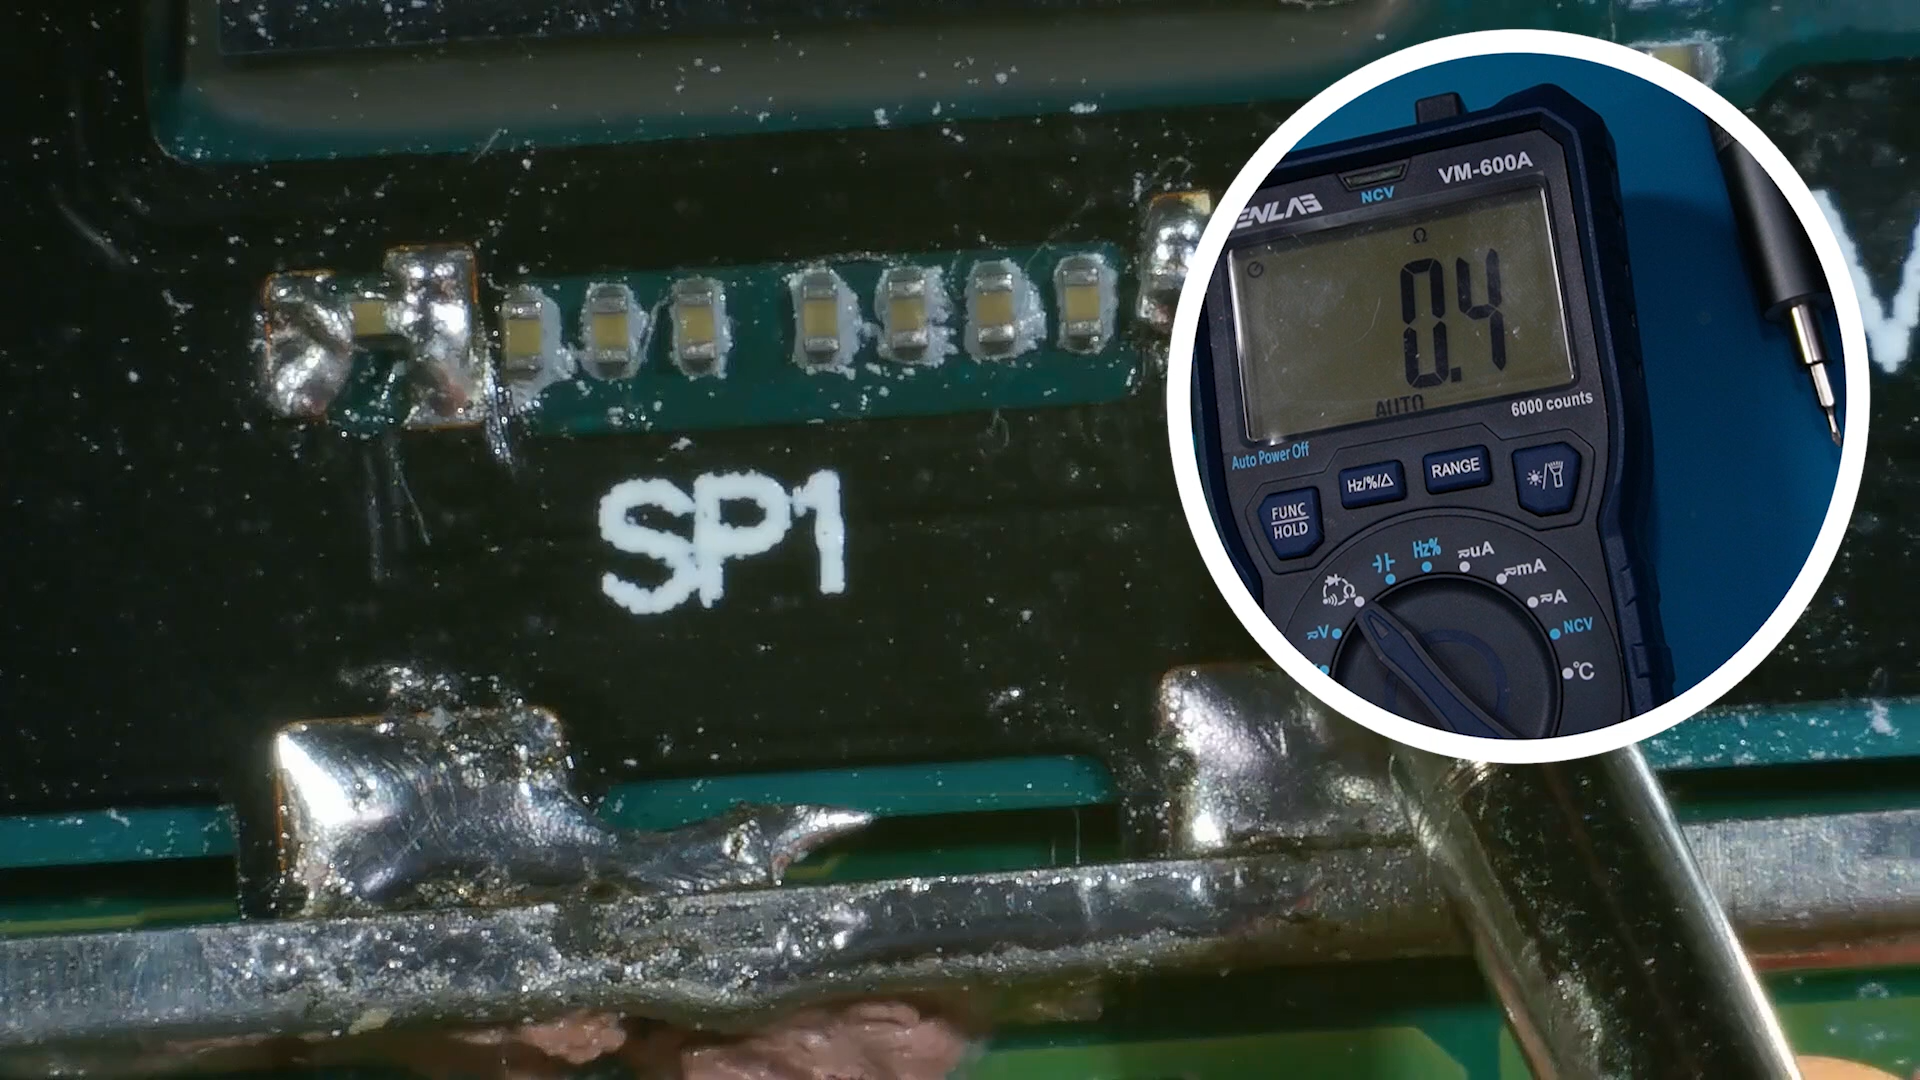 SP1
VM-600A
ENLAB
NCV
Ω
0.4
AUTO
6000 counts
Auto Power Off
Hz/%/Δ
RANGE
FUNC
HOLD
Hz%
uA
mA
A
V
NCV
°C
V